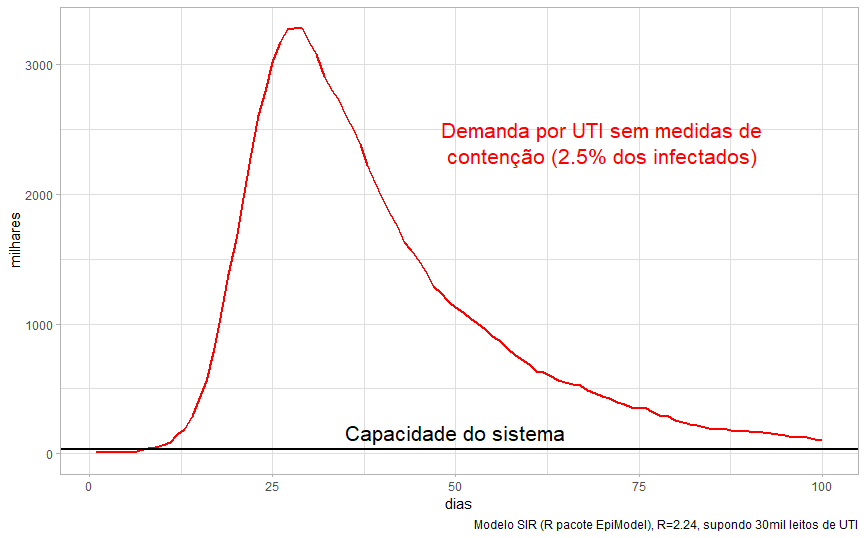 3000
2000
1000
0
milhares
Demanda por UTI sem medidas de
contenção (2.5% dos infectados)
Capacidade do sistema
0
25
50
75
100
dias
Modelo SIR (R pacote EpiModel), R=2.24, supondo 30mil leitos de UTI